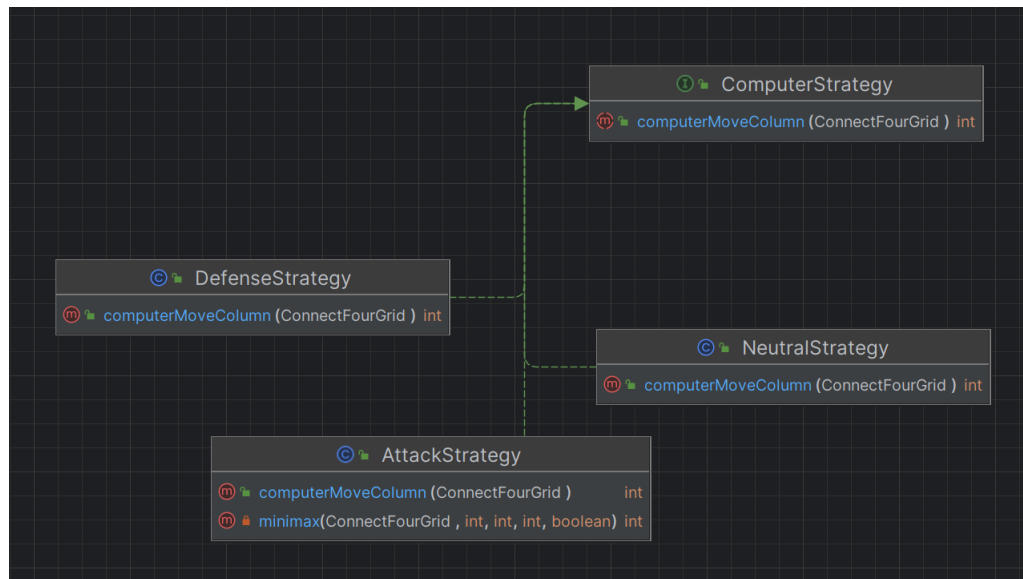 ComputerStrategy
computerMoveColumn(ConnectFourGrid ) int
DefenseStrategy
computerMoveColumn(ConnectFourGrid ) int
NeutralStrategy
computerMoveColumn(ConnectFourGrid ) int
AttackStrategy
computerMoveColumn(ConnectFourGrid ) int
minimax(ConnectFourGrid , int, int, int, boolean) int